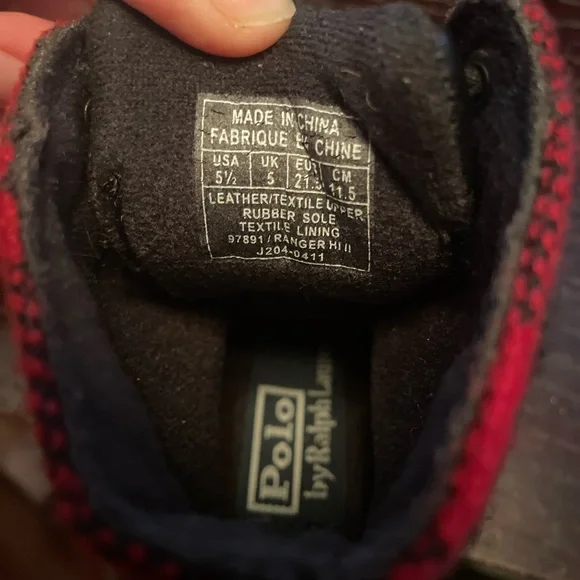 MADE IN CHINA
FABRIQUE EN CHINE
USA UK EUR CM
5½ 5 21.5 11.5
LEATHER/TEXTILE UPPER
RUBBER SOLE
TEXTILE LINING
97891 / RANGER HI II
J204-0411
Polo
by Ralph